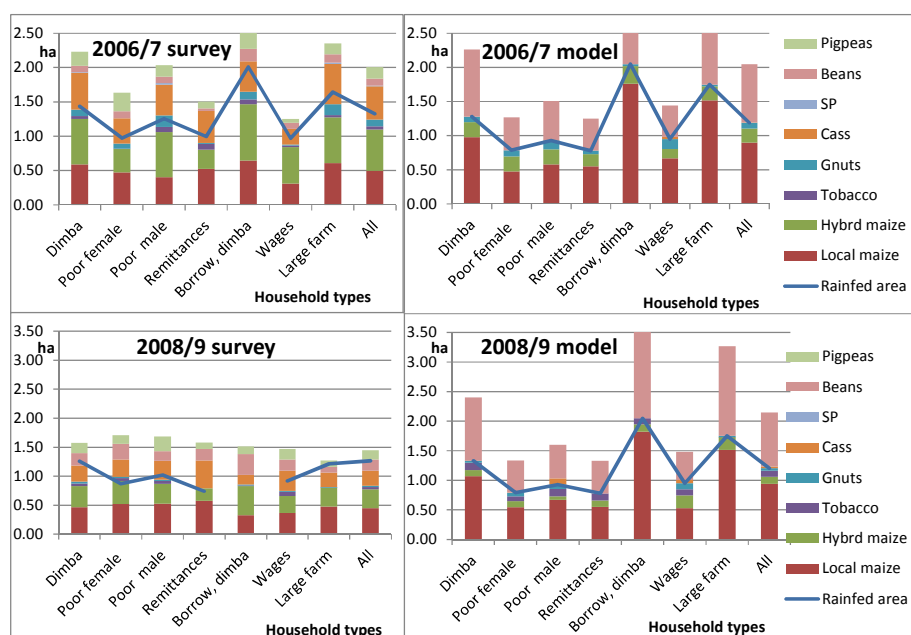 2.50
2.00
1.50
1.00
0.50
0.00
ha
2006/7 survey
Dimba
Poor female
Poor male
Remittances
Borrow, dimba
Wages
Large farm
All
Household types
2.50
2.00
1.50
1.00
0.50
0.00
2006/7 model
Dimba
Poor female
Poor male
Remittances
Borrow, dimba
Wages
Large farm
All
Household types
Pigpeas
Beans
SP
Cass
Gnuts
Tobacco
Hybrd maize
Local maize
Rainfed area
3.50
3.00
2.50
2.00
1.50
1.00
0.50
0.00
ha
2008/9 survey
Dimba
Poor female
Poor male
Remittances
Borrow, dimba
Wages
Large farm
All
Household types
3.50
3.00
2.50
2.00
1.50
1.00
0.50
0.00
ha
2008/9 model
Dimba
Poor female
Poor male
Remittances
Borrow, dimba
Wages
Large farm
All
Household types
Pigpeas
Beans
SP
Cass
Gnuts
Tobacco
Hybrd maize
Local maize
Rainfed area